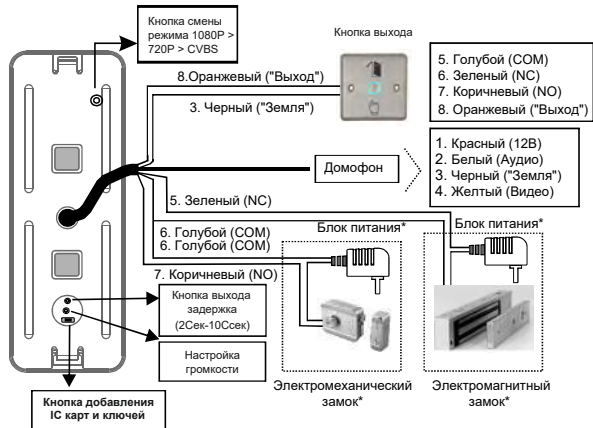 Кнопка смены
режима 1080P >
720P > CVBS
Кнопка выхода
8.Оранжевый ("Выход")
3. Черный ("Земля")
5. Голубой (COM)
6. Зеленый (NC)
7. Коричневый (NO)
8. Оранжевый ("Выход")
Домофон
1. Красный (12В)
2. Белый (Аудио)
3. Черный ("Земля")
4. Желтый (Видео)
5. Зеленый (NC)
6. Голубой (COM)
6. Голубой (COM)
7. Коричневый (NO)
Блок питания*
Блок питания*
Кнопка выхода
задержка
(2Сек-10Ссек)
Настройка
громкости
Кнопка добавления
IC карт и ключей
Электромеханический
замок*
Электромагнитный
замок*